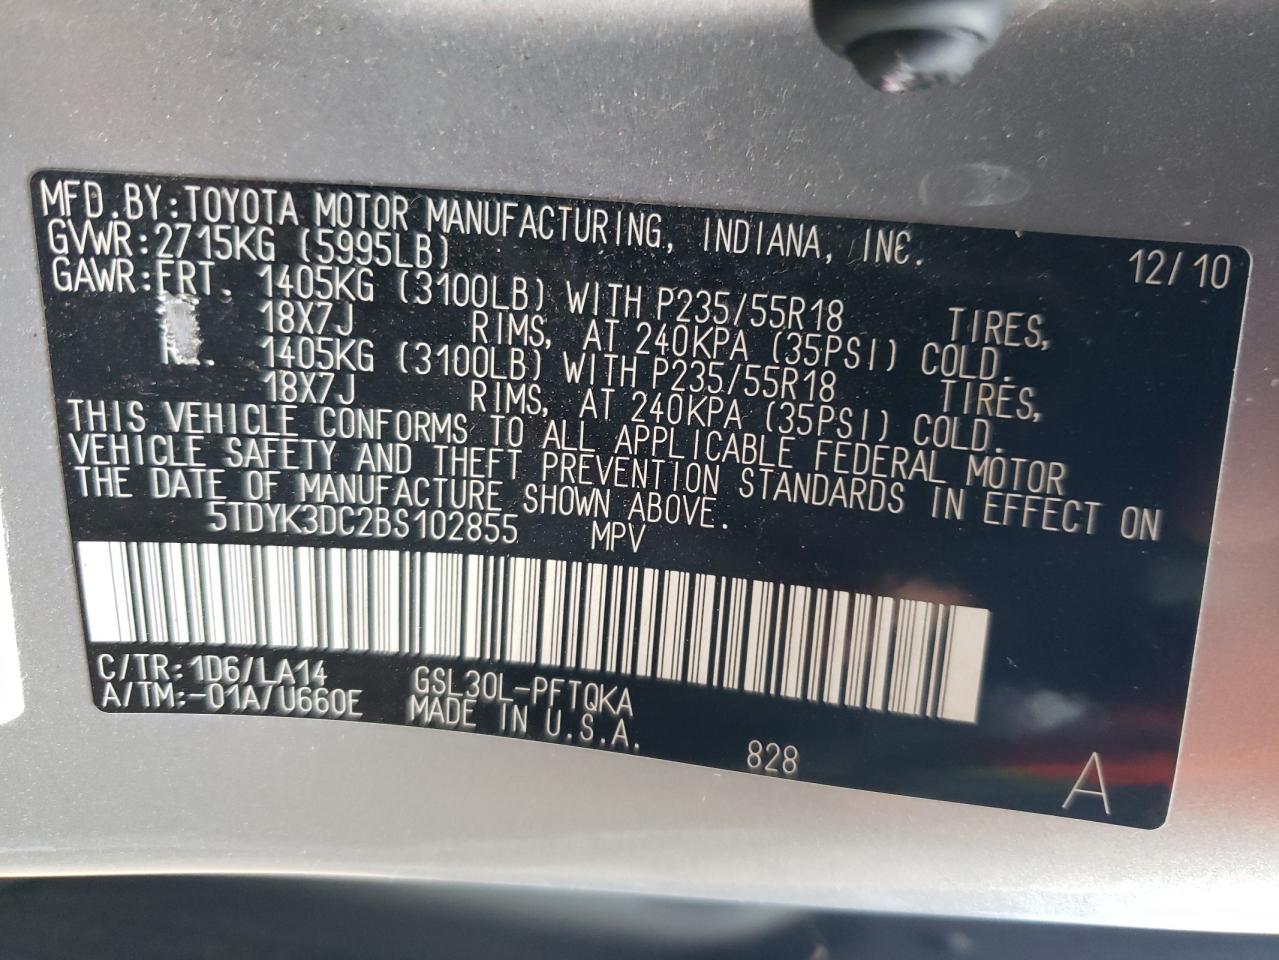 MFD.BY:TOYOTA MOTOR MANUFACTURING, INDIANA, INC. 12/10
GVWR:2715KG (5995LB)
GAWR:FRT. 1405KG (3100LB) WITH P235/55R18 TIRES,
18X7J RIMS, AT 240KPA (35PSI) COLD.
1405KG (3100LB) WITH P235/55R18 TIRES,
18X7J RIMS, AT 240KPA (35PSI) COLD.
THIS VEHICLE CONFORMS TO ALL APPLICABLE FEDERAL MOTOR
VEHICLE SAFETY AND THEFT PREVENTION STANDARDS IN EFFECT ON
THE DATE OF MANUFACTURE SHOWN ABOVE.
5TDYK3DC2BS102855 MPV
C/TR:1D6/LA14 GSL30L-PFTQKA
A/TM:-01A/U660E MADE IN U.S.A.
828
A